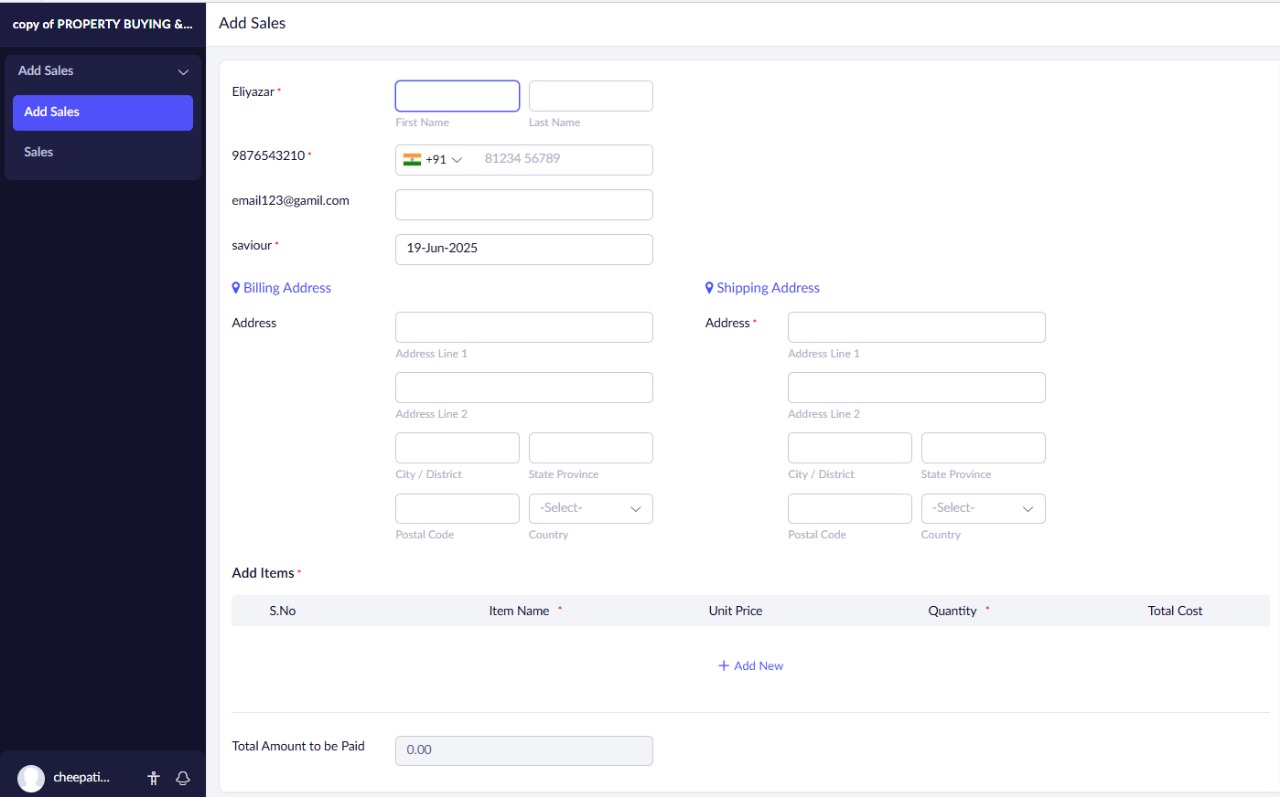 copy of PROPERTY BUYING &...
Add Sales
Add Sales
Add Sales
Sales
Eliyazar *
First Name
Last Name
9876543210 *
+91
81234 56789
email123@gamil.com
saviour *
19-Jun-2025
Billing Address
Shipping Address
Address
Address *
Address Line 1
Address Line 1
Address Line 2
Address Line 2
City / District
State Province
City / District
State Province
-Select-
-Select-
Postal Code
Country
Postal Code
Country
Add Items *
S.No
Item Name *
Unit Price
Quantity *
Total Cost
+ Add New
Total Amount to be Paid
0.00
cheepati...